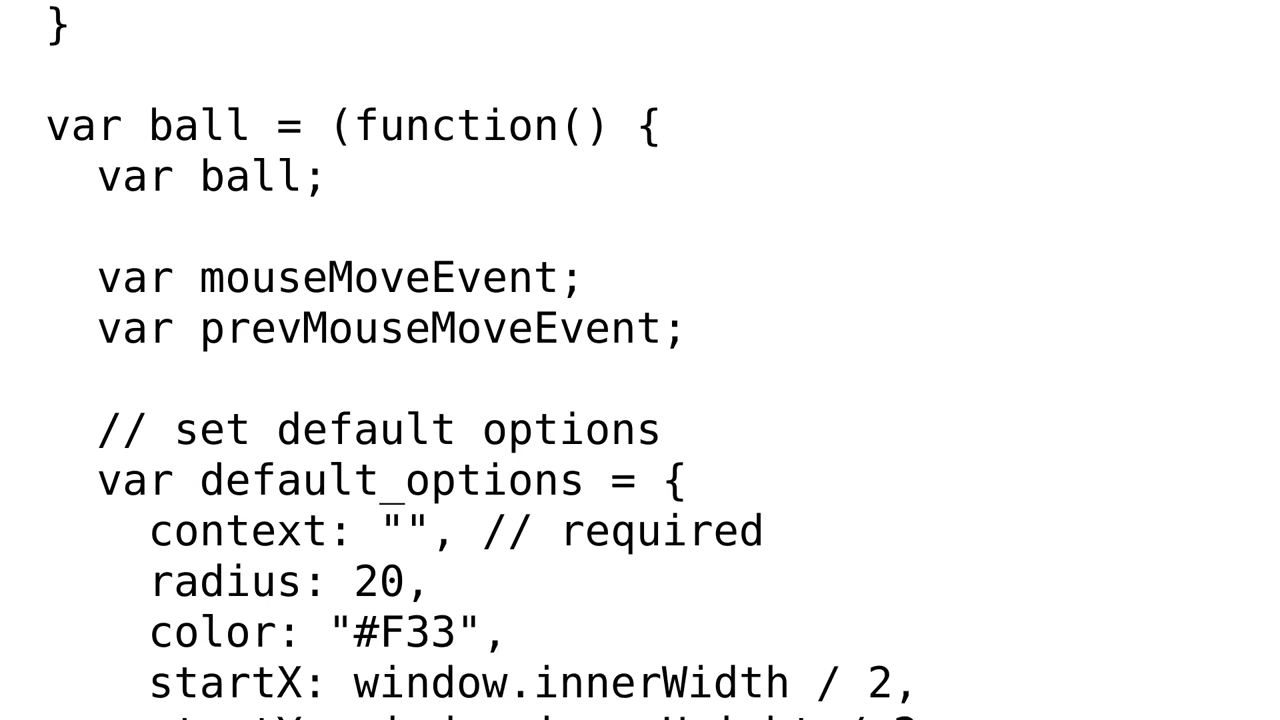 }
var ball = (function() {
var ball;
var mouseMoveEvent;
var prevMouseMoveEvent;
// set default options
var default_options = {
context: "", // required
radius: 20,
color: "#F33",
startX: window.innerWidth / 2,